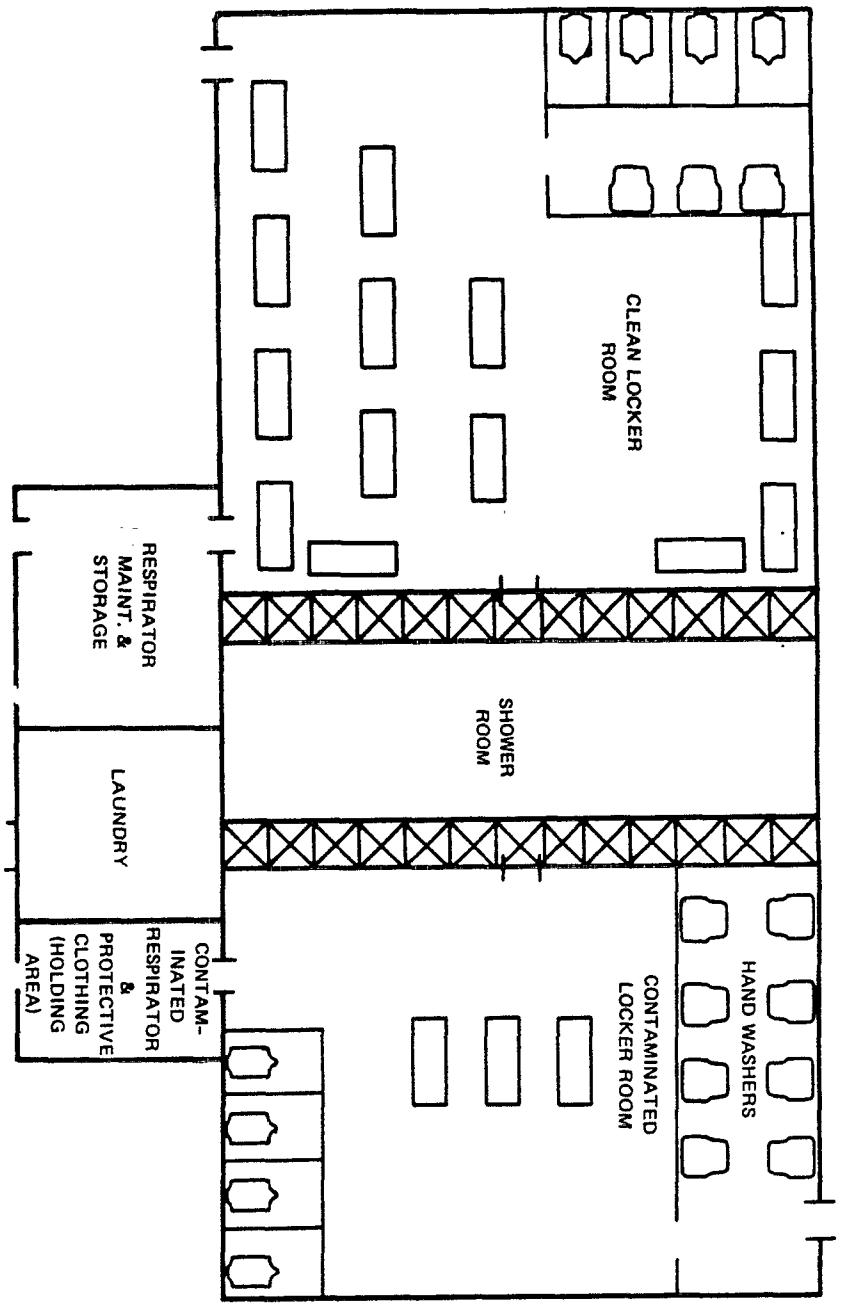 CLEAN LOCKER
ROOM
RESPIRATOR
MAINT. &
STORAGE
SHOWER
ROOM
LAUNDRY
CONTAM-
INATED
RESPIRATOR
&
PROTECTIVE
CLOTHING
(HOLDING
AREA)
HAND WASHERS
CONTAMINATED
LOCKER ROOM